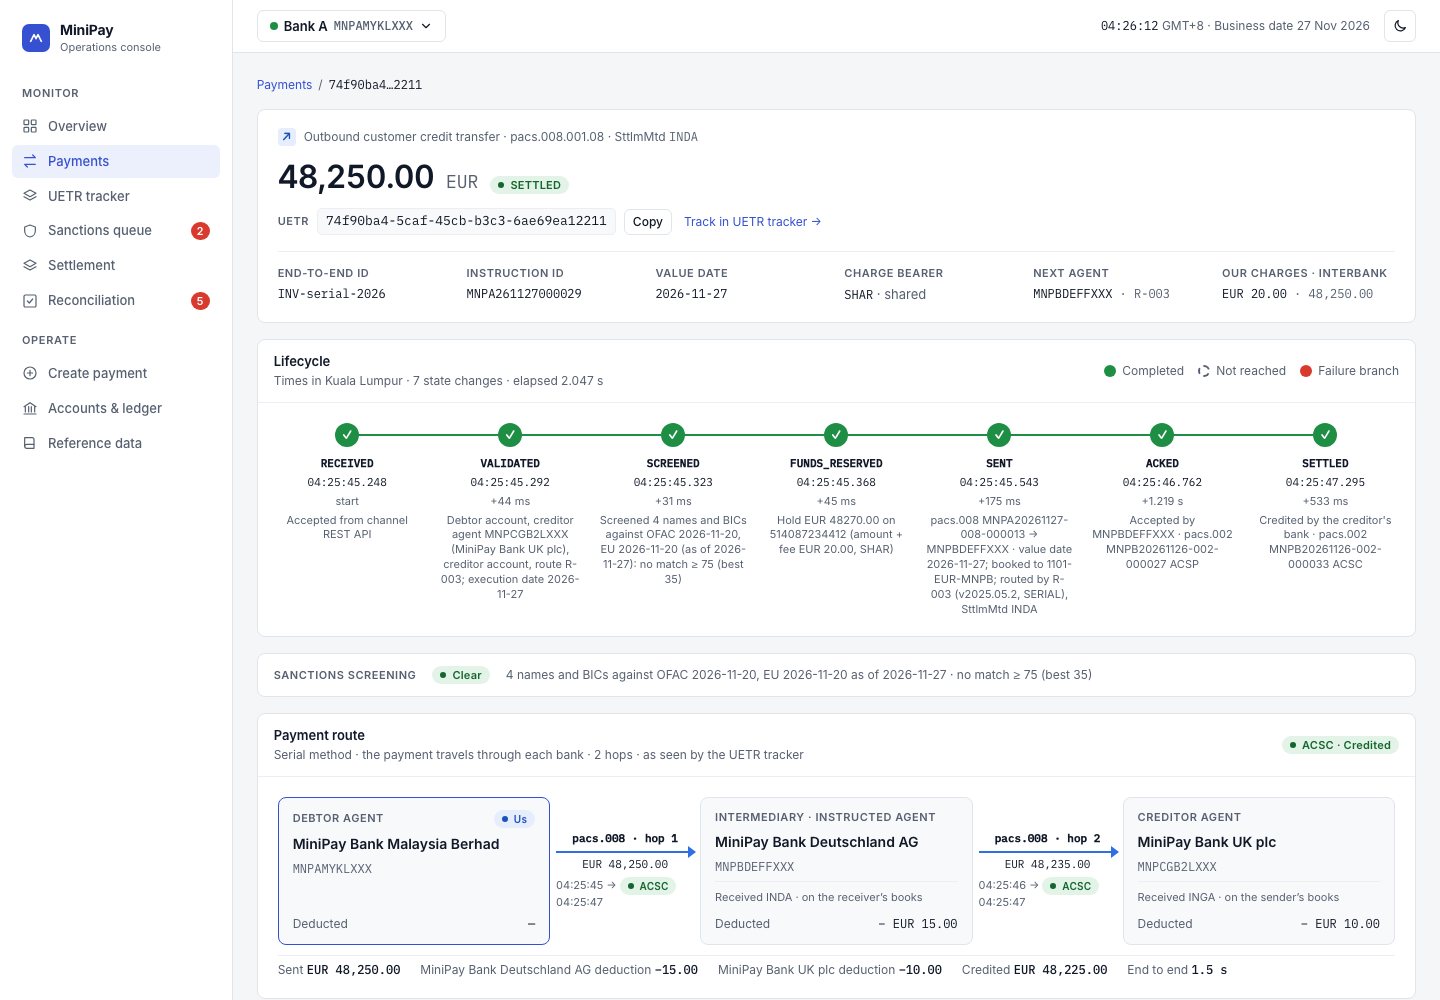 MiniPay
Operations console
MONITOR
Overview
Payments
UETR tracker
Sanctions queue 2
Settlement
Reconciliation 5
OPERATE
Create payment
Accounts & ledger
Reference data
Bank A MNPAMYKLXXX
04:26:12 GMT+8 · Business date 27 Nov 2026
Payments / 74f90ba4…2211
Outbound customer credit transfer · pacs.008.001.08 · SttlmMtd INDA
48,250.00 EUR SETTLED
UETR 74f90ba4-5caf-45cb-b3c3-6ae69ea12211 Copy Track in UETR tracker →
END-TO-END ID
INV-serial-2026
INSTRUCTION ID
MNPA261127000029
VALUE DATE
2026-11-27
CHARGE BEARER
SHAR · shared
NEXT AGENT
MNPBDEFFXXX · R-003
OUR CHARGES · INTERBANK
EUR 20.00 · 48,250.00
Lifecycle
Times in Kuala Lumpur · 7 state changes · elapsed 2.047 s
Completed Not reached Failure branch
RECEIVED
04:25:45.248
start
Accepted from channel
REST API
VALIDATED
04:25:45.292
+44 ms
Debtor account, creditor
agent MNPCGB2LXXX
(MiniPay Bank UK plc),
creditor account, route R-
003; execution date 2026-
11-27
SCREENED
04:25:45.323
+31 ms
Screened 4 names and BICs
against OFAC 2026-11-20,
EU 2026-11-20 (as of 2026-
11-27): no match ≥ 75 (best
35)
FUNDS_RESERVED
04:25:45.368
+45 ms
Hold EUR 48270.00 on
514087234412 (amount +
fee EUR 20.00, SHAR)
SENT
04:25:45.543
+175 ms
pacs.008 MNPA20261127-
008-000013 →
MNPBDEFFXXX · value date
2026-11-27; booked to 1101-
EUR-MNPB; routed by R-
003 (v2025.05.2, SERIAL),
SttlmMtd INDA
ACKED
04:25:46.762
+1.219 s
Accepted by
MNPBDEFFXXX · pacs.002
MNPB20261126-002-
000027 ACSP
SETTLED
04:25:47.295
+533 ms
Credited by the creditor's
bank · pacs.002
MNPB20261126-002-
000033 ACSC
SANCTIONS SCREENING Clear 4 names and BICs against OFAC 2026-11-20, EU 2026-11-20 as of 2026-11-27 · no match ≥ 75 (best 35)
Payment route
Serial method · the payment travels through each bank · 2 hops · as seen by the UETR tracker
ACSC · Credited
DEBTOR AGENT Us
MiniPay Bank Malaysia Berhad
MNPAMYKLXXX
Deducted —
pacs.008 · hop 1
EUR 48,250.00
04:25:45 → ACSC
04:25:47
INTERMEDIARY · INSTRUCTED AGENT
MiniPay Bank Deutschland AG
MNPBDEFFXXX
Received INDA · on the receiver's books
Deducted − EUR 15.00
pacs.008 · hop 2
EUR 48,235.00
04:25:46 → ACSC
04:25:47
CREDITOR AGENT
MiniPay Bank UK plc
MNPCGB2LXXX
Received INGA · on the sender's books
Deducted − EUR 10.00
Sent EUR 48,250.00 MiniPay Bank Deutschland AG deduction −15.00 MiniPay Bank UK plc deduction −10.00 Credited EUR 48,225.00 End to end 1.5 s